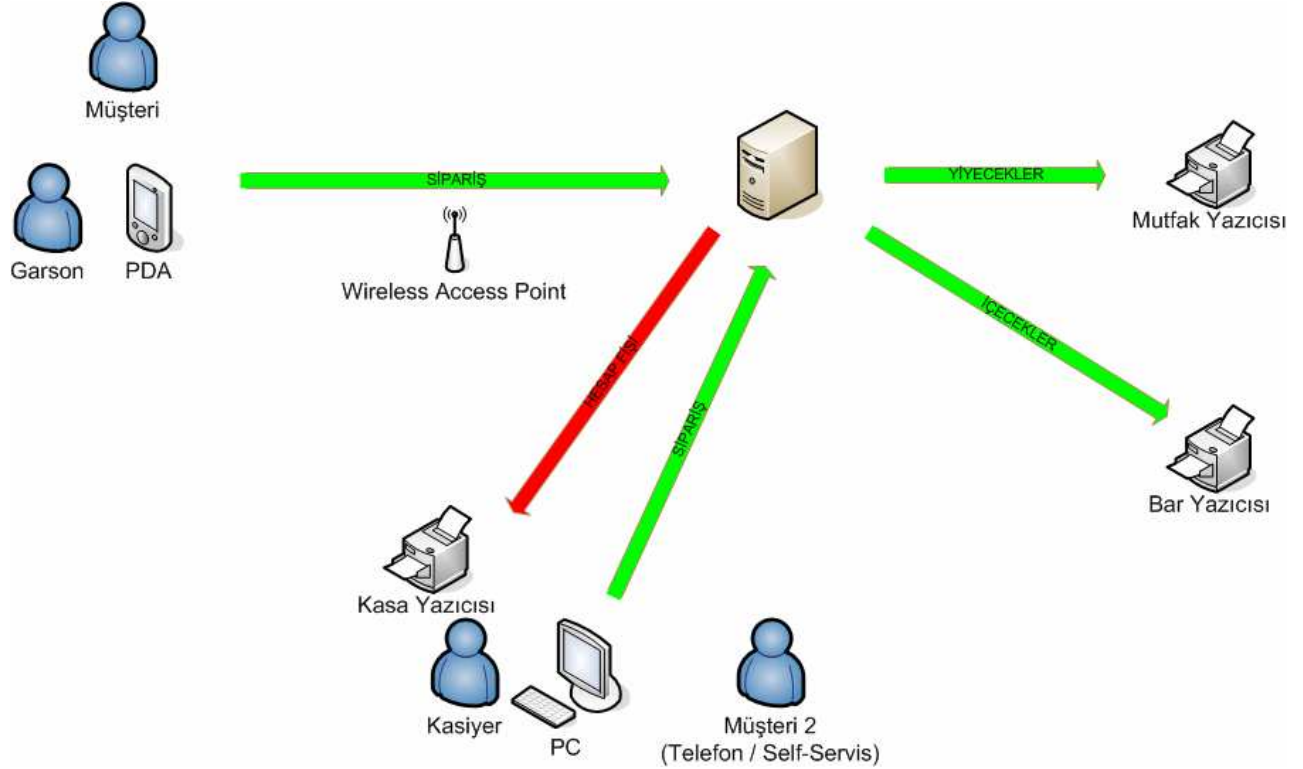 Müşteri
SİPARİŞ
YİYECEKLER
Mutfak Yazıcısı
Garson
PDA
Wireless Access Point
İÇECEKLER
HESAP FİŞİ
SİPARİŞ
Bar Yazıcısı
Kasa Yazıcısı
Kasiyer
PC
Müşteri 2
(Telefon / Self-Servis)